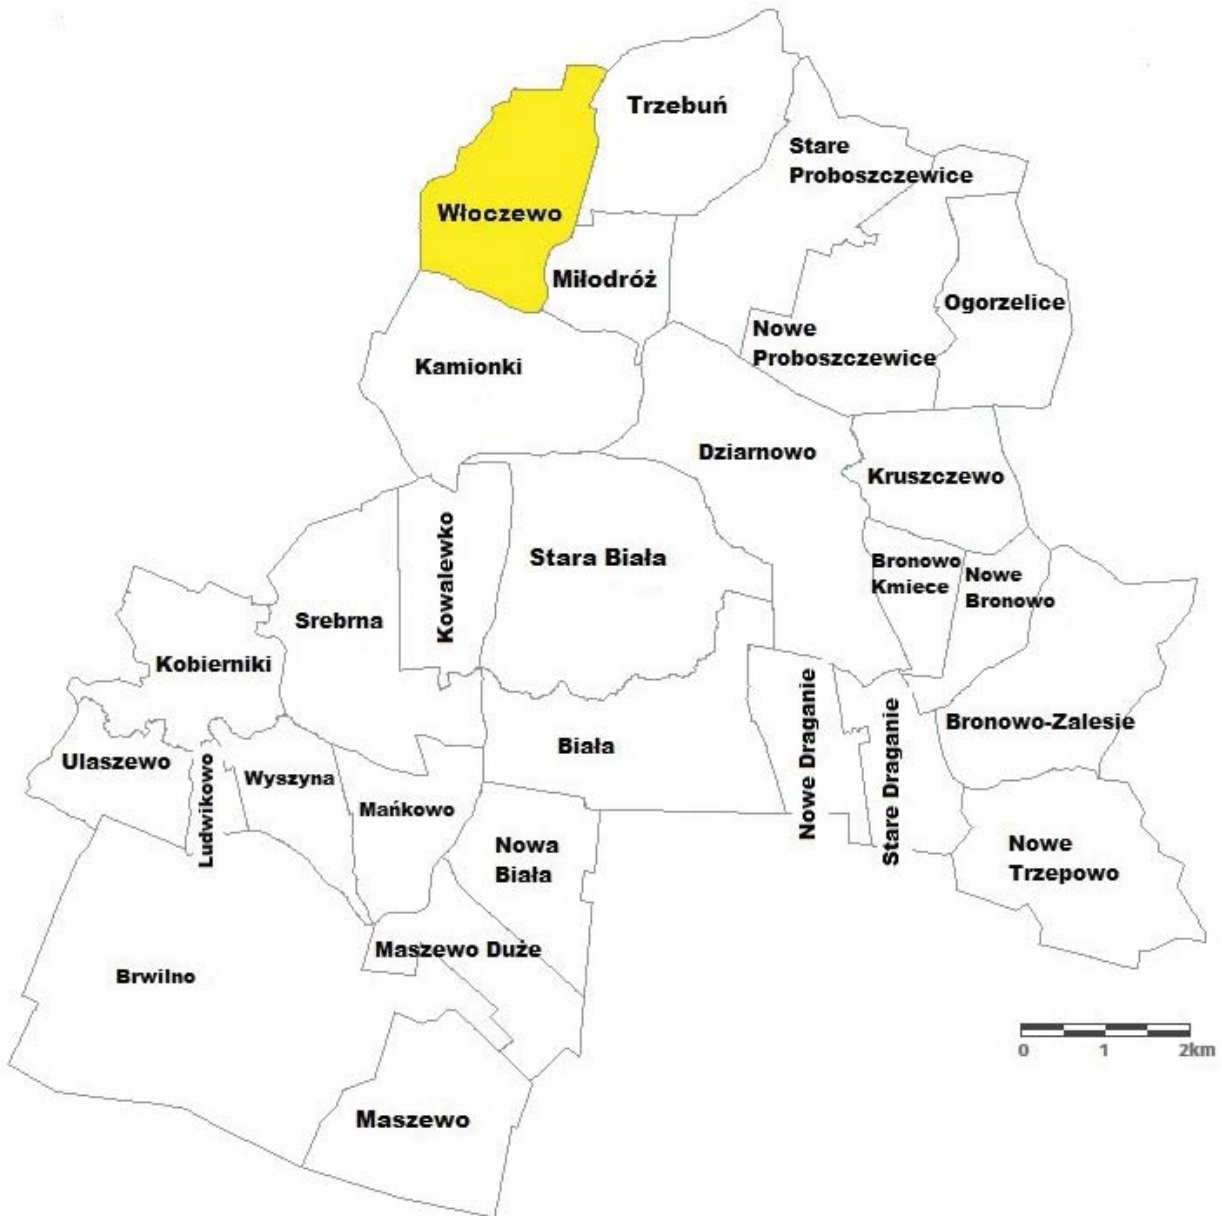 Trzebuń
Stare
Proboszczewice
Włoczewo
Miłodróż
Ogorzelice
Nowe
Proboszczewice
Kamionki
Dziarnowo
Kruszczewo
Kowalewko
Stara Biała
Bronowo
Kmiece
Nowe
Bronowo
Srebrna
Kobierniki
Nowe Draganie
Stare Draganie
Bronowo-Zalesie
Ulaszewo
Ludwikowo
Wyszyna
Biała
Mańkowo
Nowa
Biała
Nowe
Trzepowo
Maszewo Duże
Brwilno
0 1 2km
Maszewo